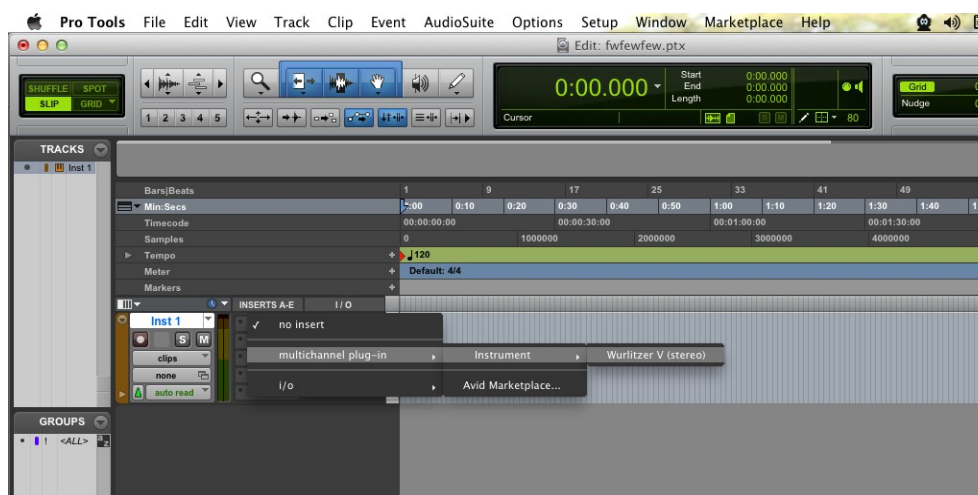 Pro Tools File Edit View Track Clip Event AudioSuite Options Setup Window Marketplace Help
Edit: fwfewfew.ptx
SHUFFLE SPOT
SLIP GRID
1 2 3 4 5
0:00.000
Start 0:00.000
End 0:00.000
Length 0:00.000
Cursor
S M
80
Grid
Nudge
TRACKS
Inst 1
Bars|Beats 1 9 17 25 33 41 49
Min:Secs 0:00 0:10 0:20 0:30 0:40 0:50 1:00 1:10 1:20 1:30 1:40
Timecode 00:00:00:00 00:00:30:00 00:01:00:00 00:01:30:00
Samples 0 1000000 2000000 3000000 4000000
Tempo + 120
Meter + Default: 4/4
Markers +
INSERTS A-E I / O
Inst 1
S M
clips
none
auto read
✓ no insert
multichannel plug-in
i/o
Instrument
Avid Marketplace...
Wurlitzer V (stereo)
GROUPS
! <ALL> a z